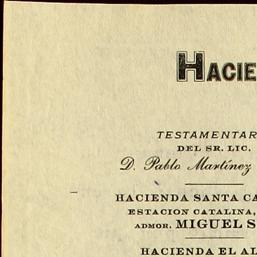 HACIE
TESTAMENTAR
DEL SR. LIC.
D. Pablo Martínez
HACIENDA SANTA CA
ESTACION CATALINA,
ADMOR. MIGUEL S
HACIENDA EL AL